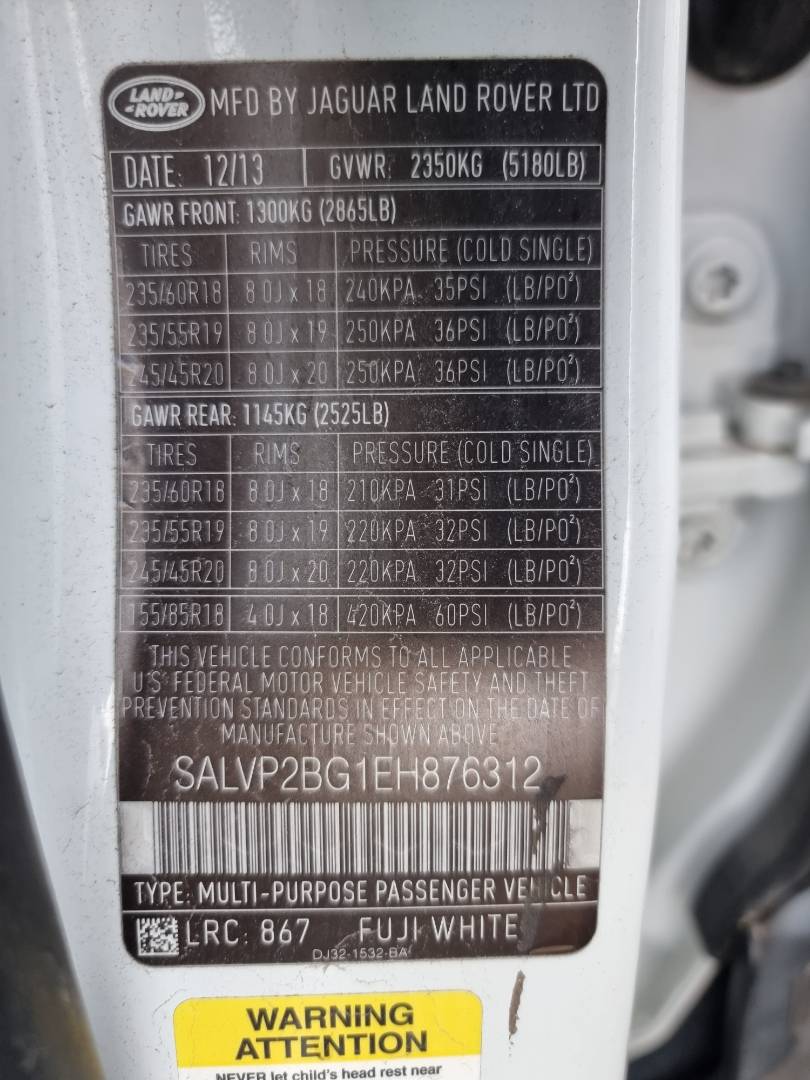 LAND ROVER MFD BY JAGUAR LAND ROVER LTD
DATE: 12/13 GVWR: 2350KG (5180LB)
GAWR FRONT: 1300KG (2865LB)
TIRES RIMS PRESSURE (COLD SINGLE)
235/60R18 8.0J x 18 240KPA 35PSI (LB/PO²)
235/55R19 8.0J x 19 250KPA 36PSI (LB/PO²)
245/45R20 8.0J x 20 250KPA 36PSI (LB/PO²)
GAWR REAR: 1145KG (2525LB)
TIRES RIMS PRESSURE (COLD SINGLE)
235/60R18 8.0J x 18 210KPA 31PSI (LB/PO²)
235/55R19 8.0J x 19 220KPA 32PSI (LB/PO²)
245/45R20 8.0J x 20 220KPA 32PSI (LB/PO²)
155/85R18 4.0J x 18 420KPA 60PSI (LB/PO²)
THIS VEHICLE CONFORMS TO ALL APPLICABLE
U.S. FEDERAL MOTOR VEHICLE SAFETY AND THEFT
PREVENTION STANDARDS IN EFFECT ON THE DATE OF
MANUFACTURE SHOWN ABOVE
SALVP2BG1EH876312
TYPE: MULTI-PURPOSE PASSENGER VEHICLE
LRC: 867 FUJI WHITE
DJ32-1532-BA
WARNING
ATTENTION
NEVER let child's head rest near